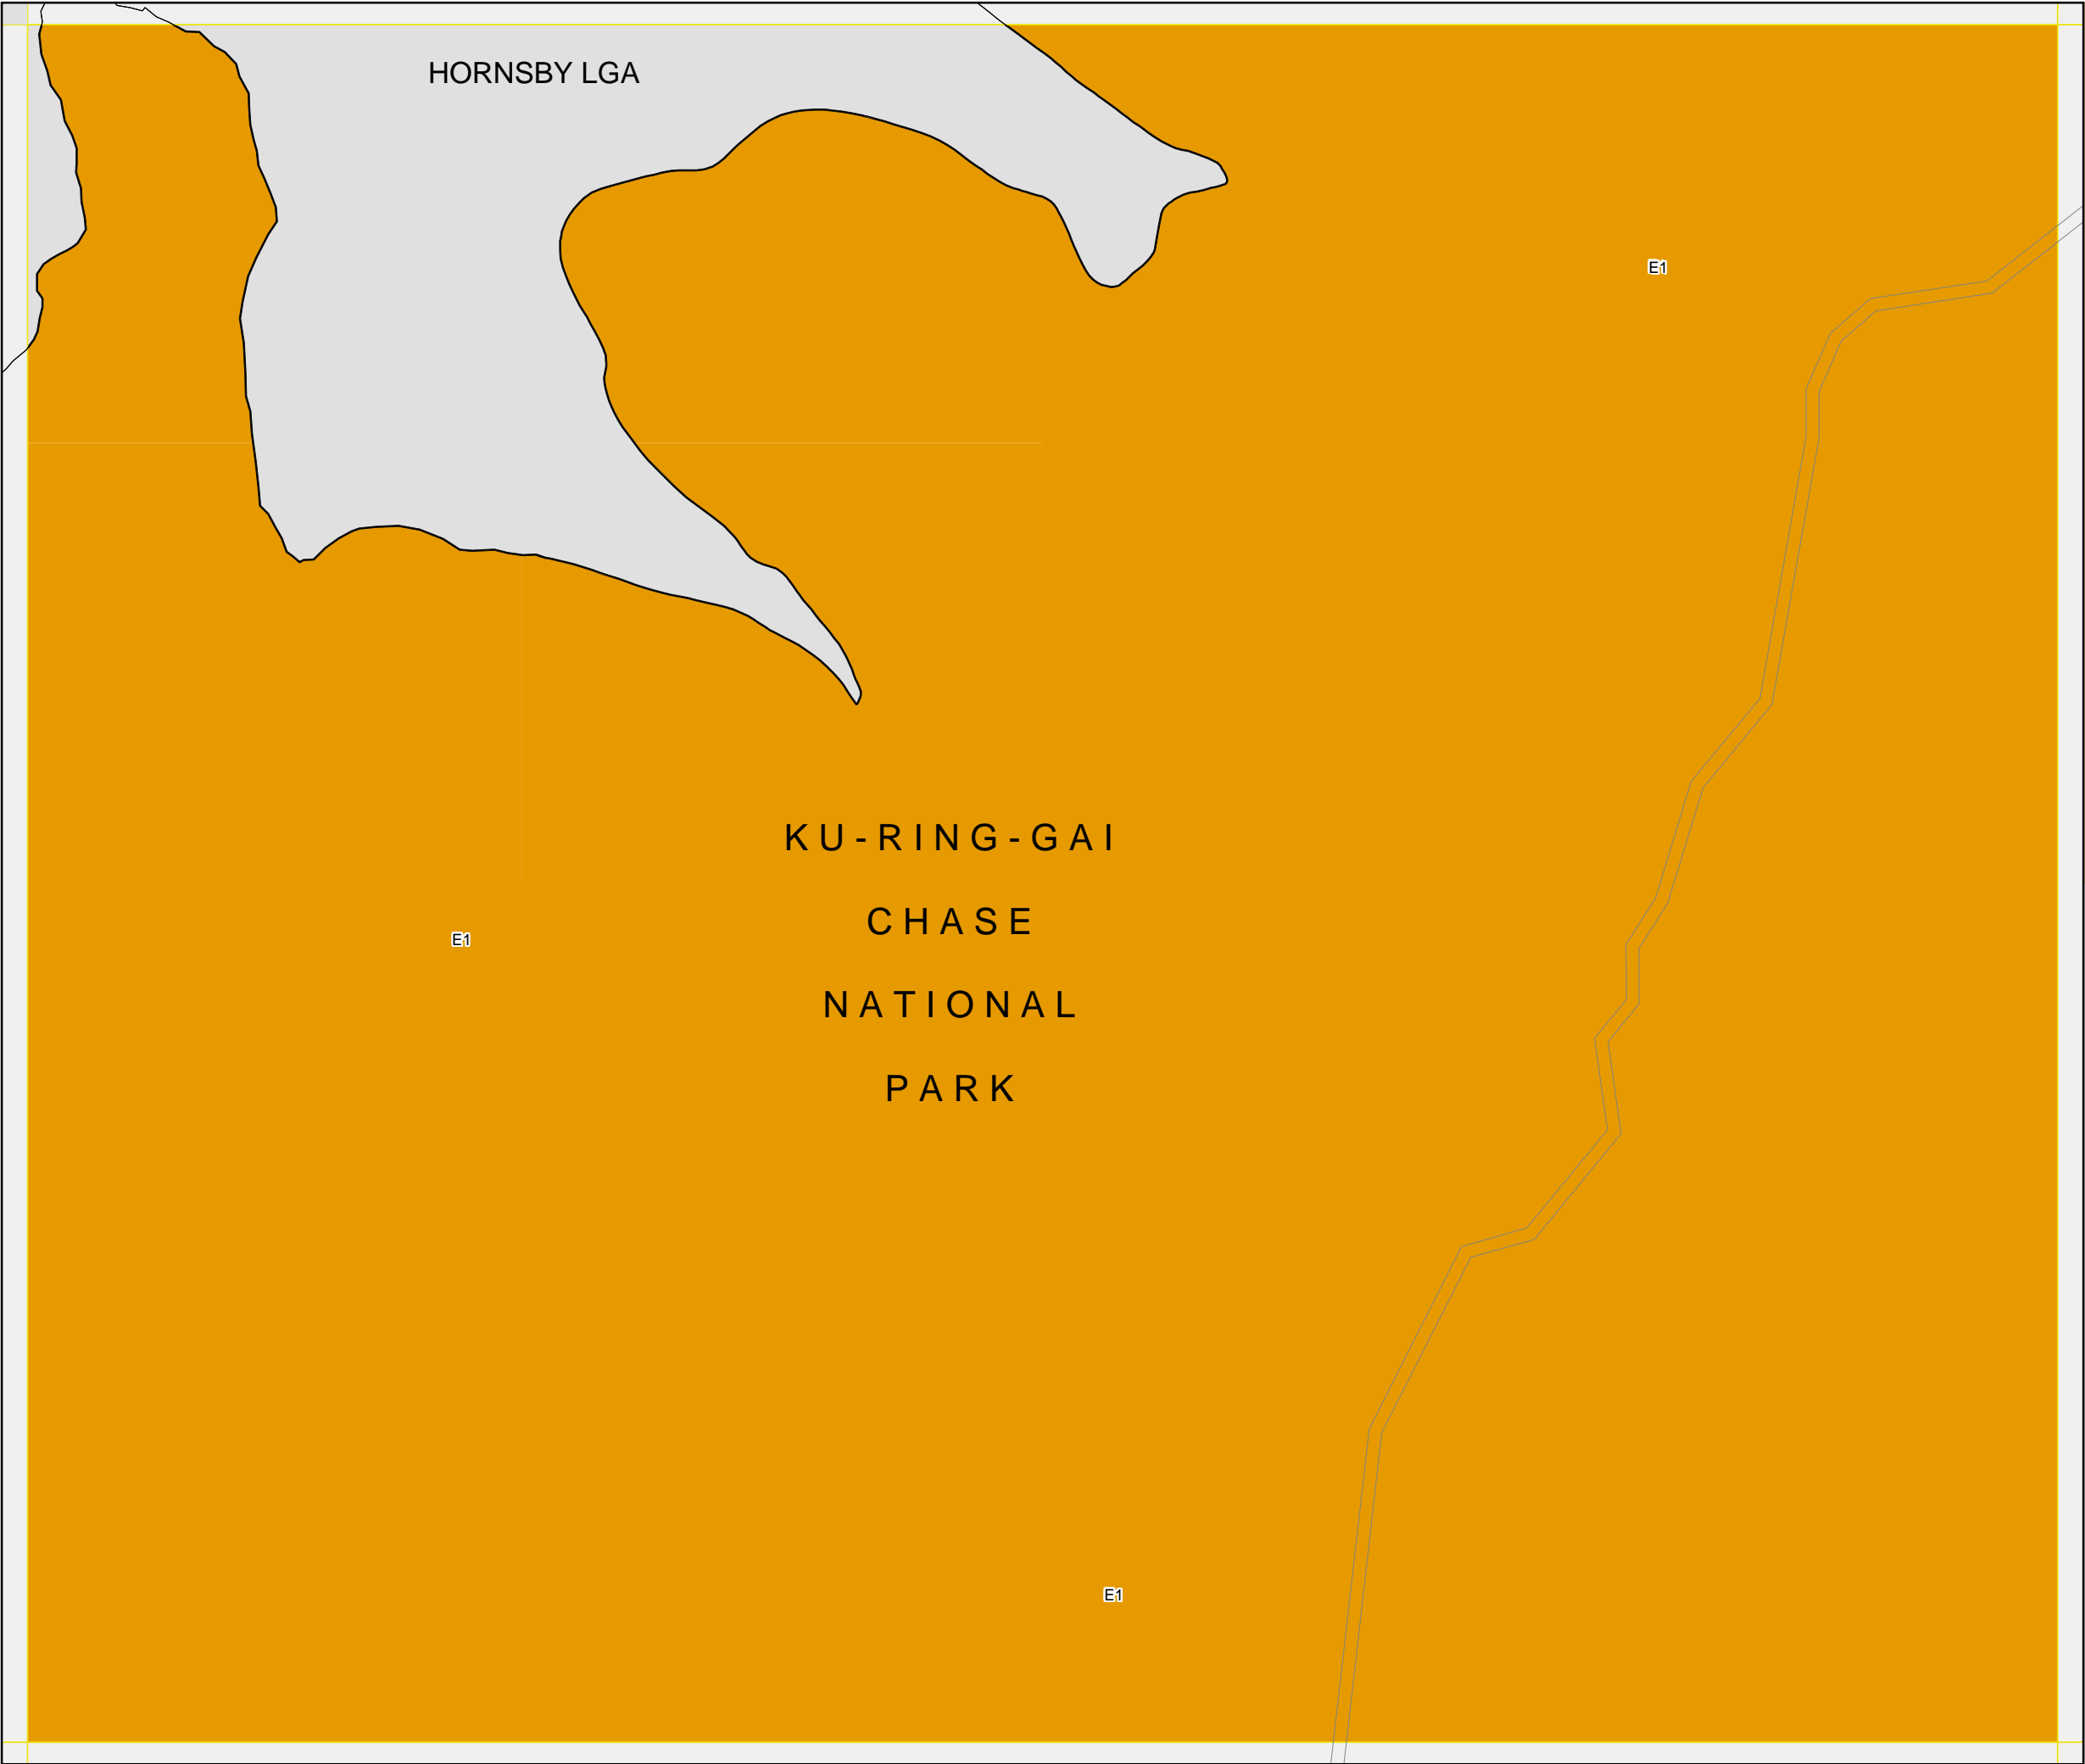 HORNSBY LGA
E1
KU-RING-GAI
CHASE
E1
NATIONAL
PARK
E1